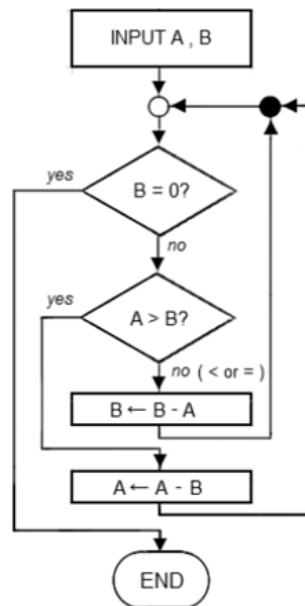 INPUT A , B
yes
B = 0?
no
yes
A > B?
no ( < or = )
B ← B - A
A ← A - B
END